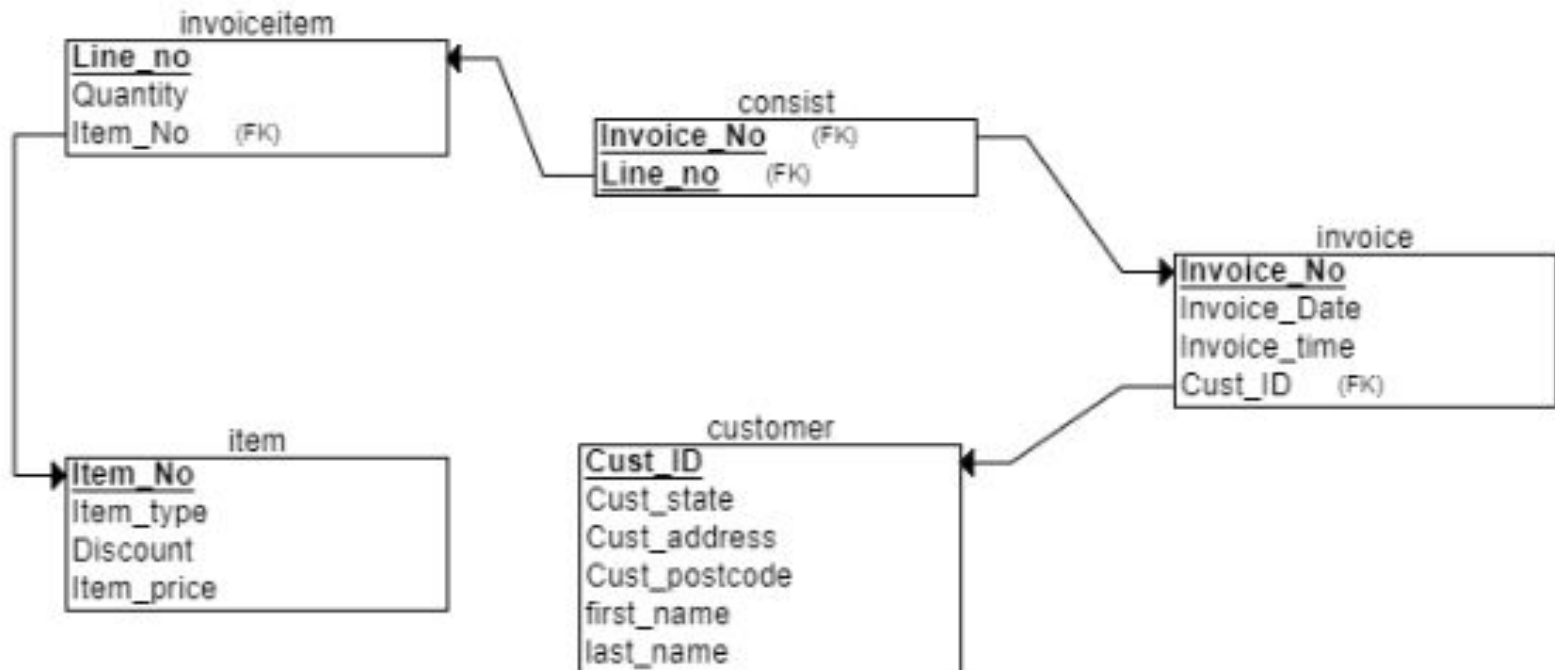 invoiceitem
Line_no
Quantity
Item_No (FK)
consist
Invoice_No (FK)
Line_no (FK)
invoice
Invoice_No
Invoice_Date
Invoice_time
Cust_ID (FK)
item
Item_No
Item_type
Discount
Item_price
customer
Cust_ID
Cust_state
Cust_address
Cust_postcode
first_name
last_name